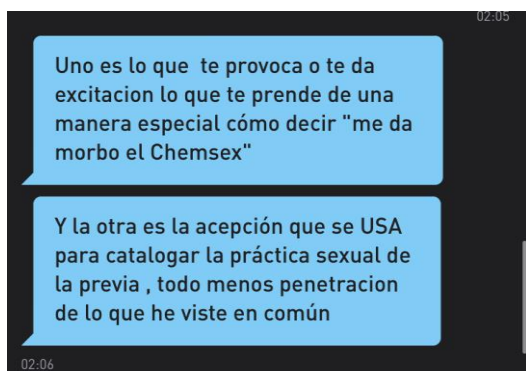 02:05
Uno es lo que te provoca o te da
excitacion lo que te prende de una
manera especial cómo decir "me da
morbo el Chemsex"
Y la otra es la acepción que se USA
para catalogar la práctica sexual de
la previa , todo menos penetracion
de lo que he viste en común
02:06